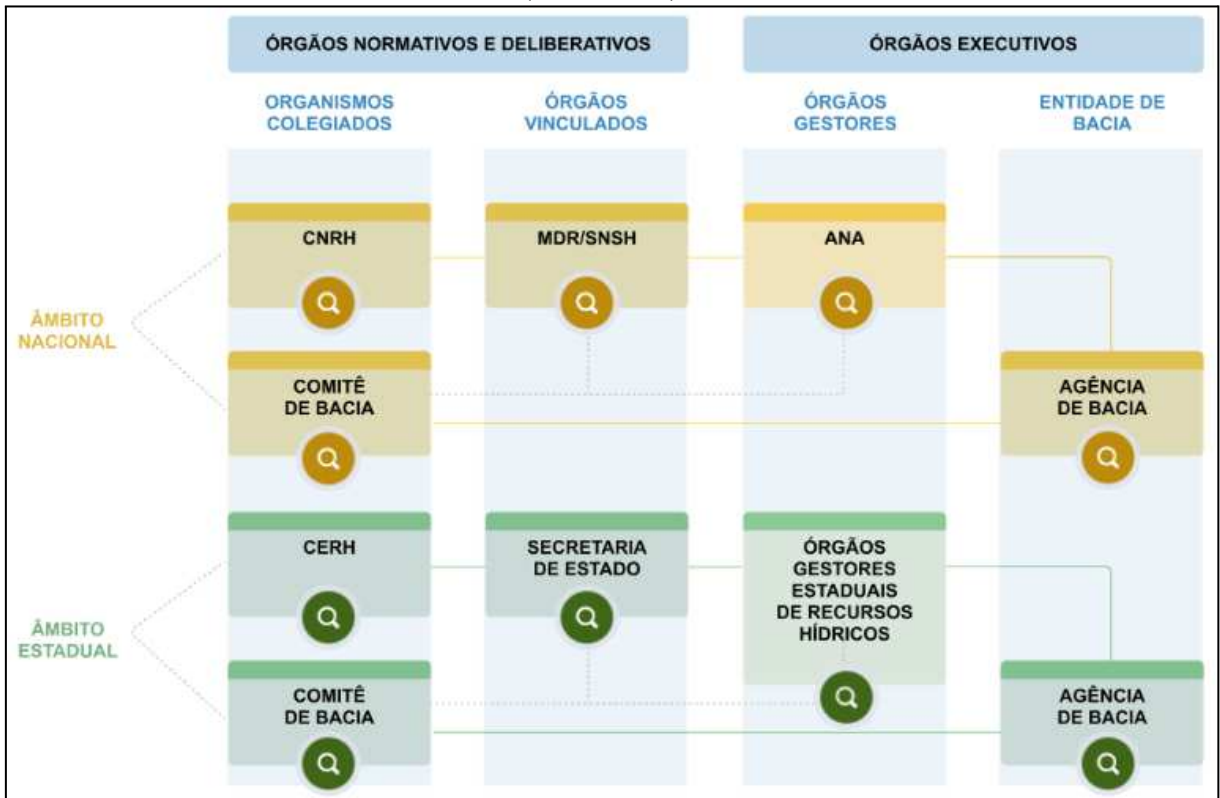 ÓRGÃOS NORMATIVOS E DELIBERATIVOS
ÓRGÃOS EXECUTIVOS
ORGANISMOS
COLEGIADOS
ÓRGÃOS
VINCULADOS
ÓRGÃOS
GESTORES
ENTIDADE DE
BACIA
ÂMBITO
NACIONAL
CNRH
MDR/SNSH
ANA
COMITÊ
DE BACIA
AGÊNCIA
DE BACIA
ÂMBITO
ESTADUAL
CERH
SECRETARIA
DE ESTADO
ÓRGÃOS
GESTORES
ESTADUAIS
DE RECURSOS
HÍDRICOS
COMITÊ
DE BACIA
AGÊNCIA
DE BACIA